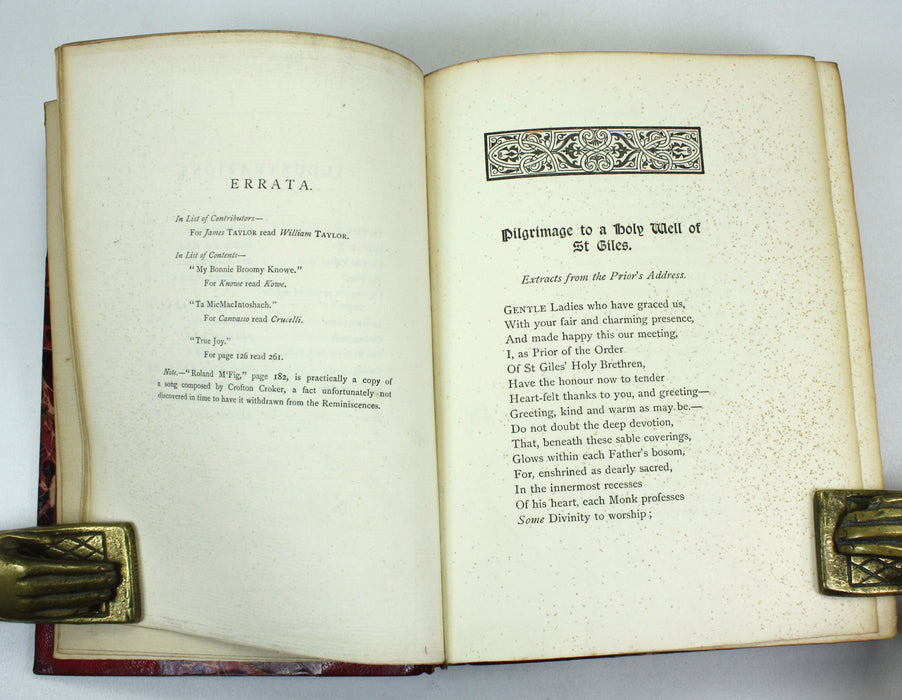 ERRATA.
In List of Contributors—
For James TAYLOR read William TAYLOR.
In List of Contents—
"My Bonnie Broomy Knowe."
For Knowe read Kowe.
"Ta MicMacIntoshach."
For Canvasso read Crucelli.
"True Joy."
For page 126 read 261.
Note.—"Roland M'Fig," page 182, is practically a copy of
a song composed by Crofton Croker, a fact unfortunately not
discovered in time to have it withdrawn from the Reminiscences.
Pilgrimage to a Holy Well of
St Giles.
Extracts from the Prior's Address.
GENTLE Ladies who have graced us,
With your fair and charming presence,
And made happy this our meeting,
I, as Prior of the Order
Of St Giles' Holy Brethren,
Have the honour now to tender
Heart-felt thanks to you, and greeting—
Greeting, kind and warm as may be.—
Do not doubt the deep devotion,
That, beneath these sable coverings,
Glows within each Father's bosom,
For, enshrined as dearly sacred,
In the innermost recesses
Of his heart, each Monk professes
Some Divinity to worship;